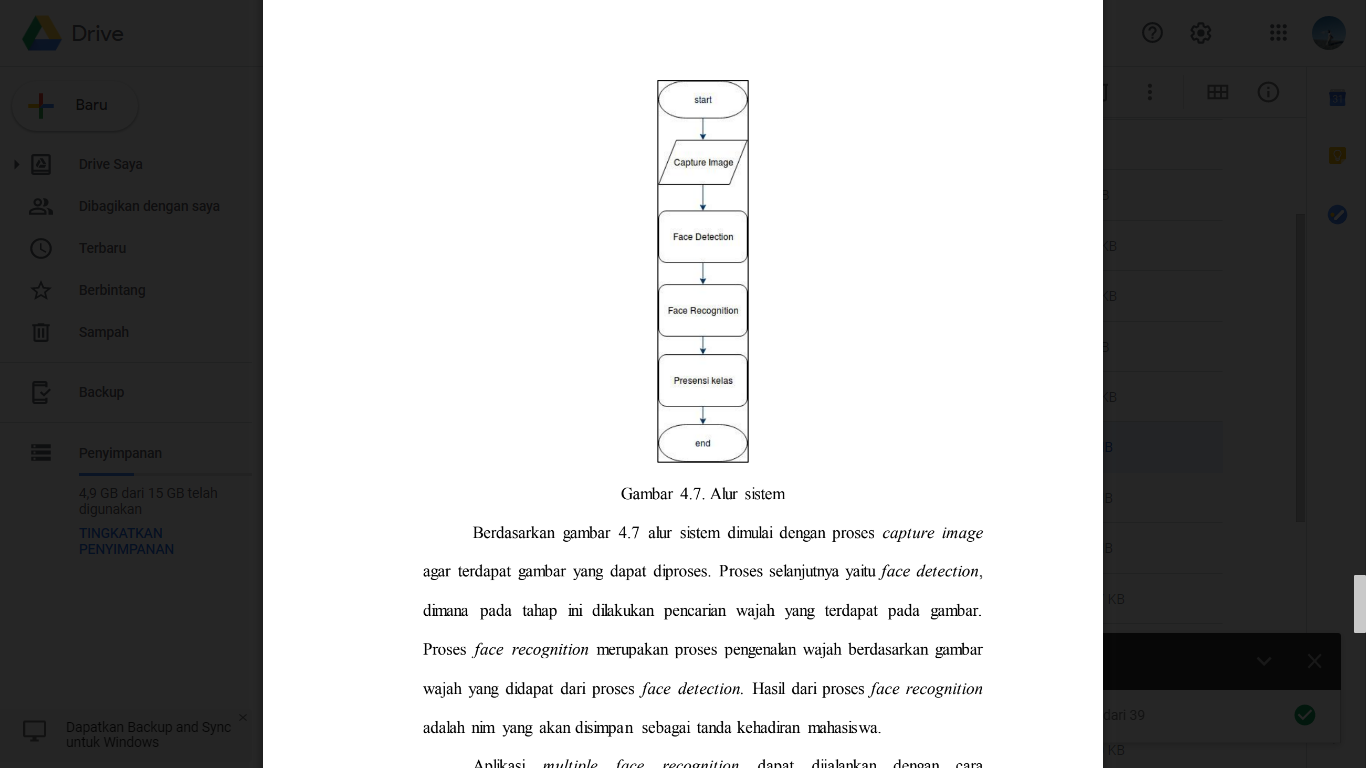 Drive
Baru
Drive Saya
Dibagikan dengan saya
Terbaru
Berbintang
Sampah
Backup
Penyimpanan
4,9 GB dari 15 GB telah
digunakan
TINGKATKAN
PENYIMPANAN
Dapatkan Backup and Sync
untuk Windows
start
Capture Image
Face Detection
Face Recognition
Presensi kelas
end
Gambar 4.7. Alur sistem
Berdasarkan gambar 4.7 alur sistem dimulai dengan proses capture image
agar terdapat gambar yang dapat diproses. Proses selanjutnya yaitu face detection,
dimana pada tahap ini dilakukan pencarian wajah yang terdapat pada gambar.
Proses face recognition merupakan proses pengenalan wajah berdasarkan gambar
wajah yang didapat dari proses face detection. Hasil dari proses face recognition
adalah nim yang akan disimpan sebagai tanda kehadiran mahasiswa.
Aplikasi multiple face recognition dapat dijalankan dengan cara
KB
KB
KB
KB
KB
dari 39